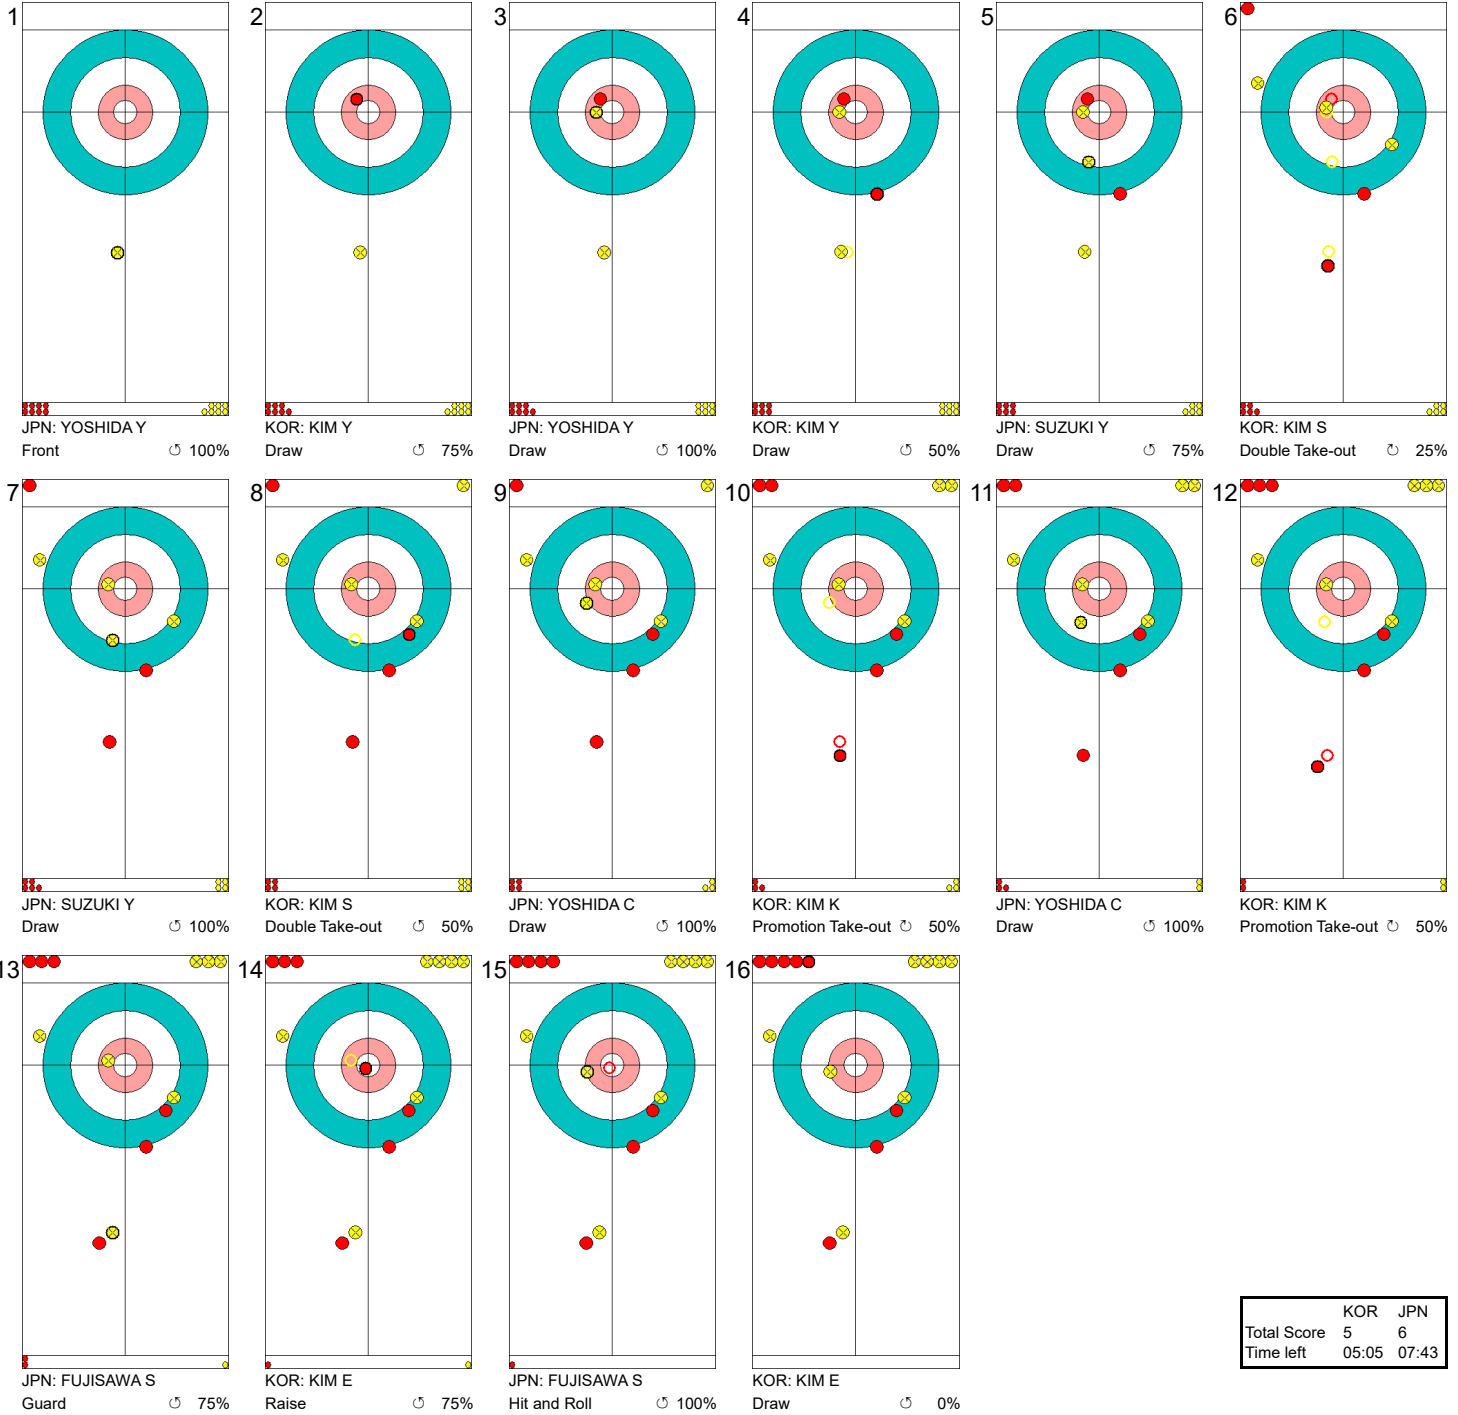 1 2 3 4 5 6
JPN: YOSHIDA Y KOR: KIM Y JPN: YOSHIDA Y KOR: KIM Y JPN: SUZUKI Y KOR: KIM S
Front ↺ 100% Draw ↺ 75% Draw ↺ 100% Draw ↺ 50% Draw ↺ 75% Double Take-out ↻ 25%
7 8 9 10 11 12
JPN: SUZUKI Y KOR: KIM S JPN: YOSHIDA C KOR: KIM K JPN: YOSHIDA C KOR: KIM K
Draw ↺ 100% Double Take-out ↺ 50% Draw ↺ 100% Promotion Take-out ↻ 50% Draw ↺ 100% Promotion Take-out ↻ 50%
13 14 15 16
JPN: FUJISAWA S KOR: KIM E JPN: FUJISAWA S KOR: KIM E
Guard ↺ 75% Raise ↺ 75% Hit and Roll ↺ 100% Draw ↺ 0%
KOR JPN
Total Score 5 6
Time left 05:05 07:43